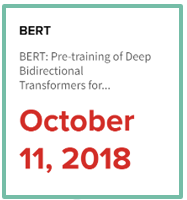 BERT
BERT: Pre-training of Deep
Bidirectional
Transformers for...
October
11, 2018